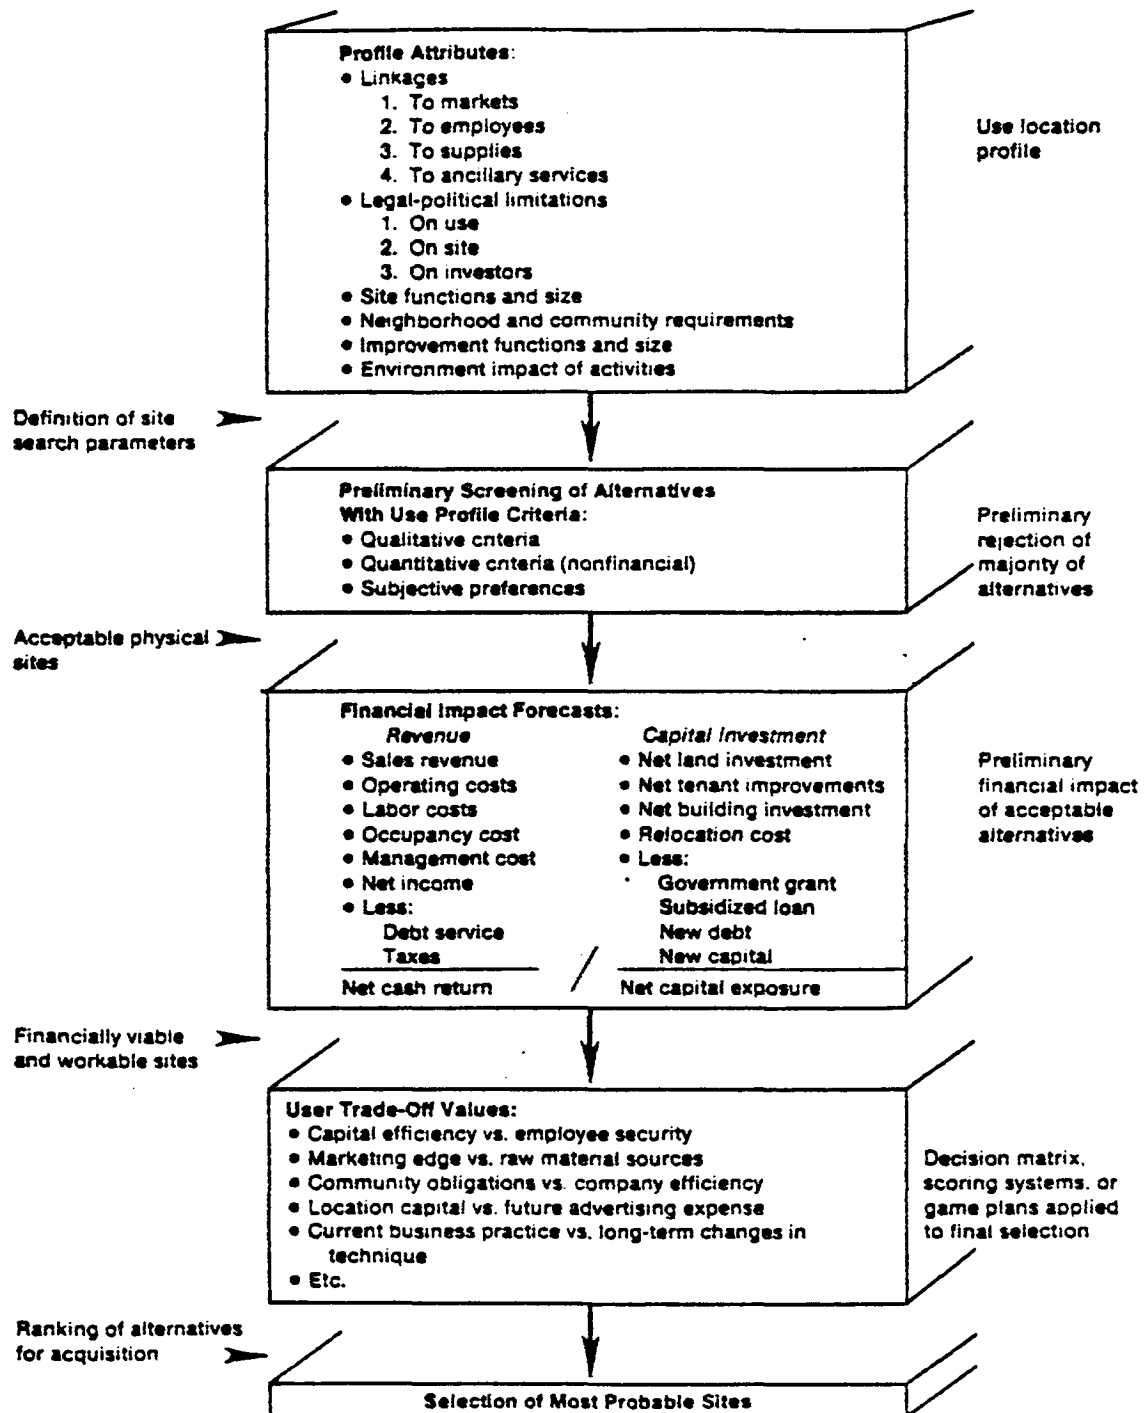 Profile Attributes:
• Linkages
1. To markets
2. To employees
3. To supplies
4. To ancillary services
• Legal-political limitations
1. On use
2. On site
3. On investors
• Site functions and size
• Neighborhood and community requirements
• Improvement functions and size
• Environment impact of activities
Use location
profile
Definition of site
search parameters
Preliminary Screening of Alternatives
With Use Profile Criteria:
• Qualitative criteria
• Quantitative criteria (nonfinancial)
• Subjective preferences
Preliminary
rejection of
majority of
alternatives
Acceptable physical
sites
Financial Impact Forecasts:
Revenue
• Sales revenue
• Operating costs
• Labor costs
• Occupancy cost
• Management cost
• Net income
• Less:
Debt service
Taxes
Net cash return
/
Capital Investment
• Net land investment
• Net tenant improvements
• Net building investment
• Relocation cost
• Less:
Government grant
Subsidized loan
New debt
New capital
Net capital exposure
Preliminary
financial impact
of acceptable
alternatives
Financially viable
and workable sites
User Trade-Off Values:
• Capital efficiency vs. employee security
• Marketing edge vs. raw material sources
• Community obligations vs. company efficiency
• Location capital vs. future advertising expense
• Current business practice vs. long-term changes in
technique
• Etc.
Decision matrix,
scoring systems, or
game plans applied
to final selection
Ranking of alternatives
for acquisition
Selection of Most Probable Sites